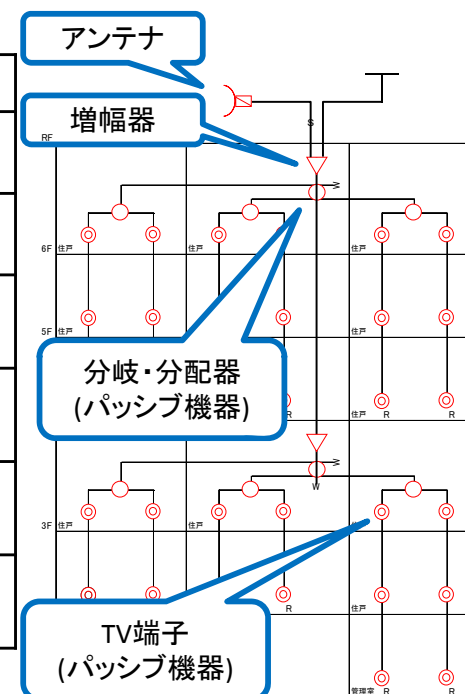 アンテナ
増幅器
S
RF
W
6F 住戸
住戸
住戸
5F
住戸
分岐・分配器
(パッシブ機器)
R
住戸 R R
W
W
3F 住戸
住戸
R
住戸
TV端子
(パッシブ機器)
管理室 R R